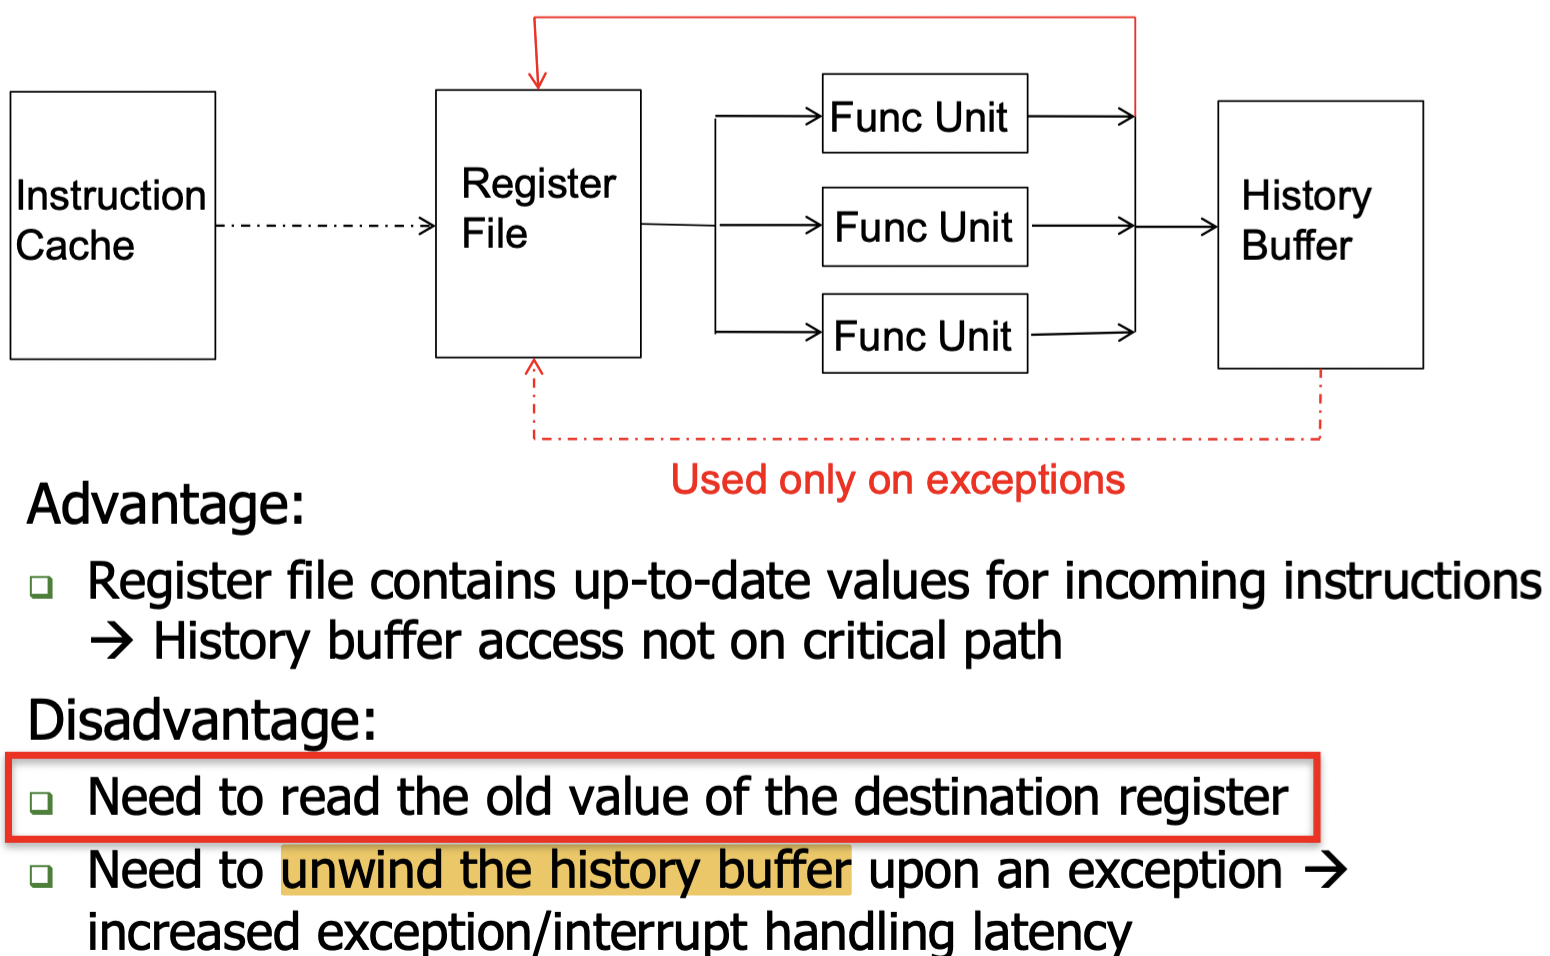 Instruction
Cache
Register
File
Func Unit
Func Unit
Func Unit
History
Buffer
Used only on exceptions
Advantage:
Register file contains up-to-date values for incoming instructions
→ History buffer access not on critical path
Disadvantage:
Need to read the old value of the destination register
Need to unwind the history buffer upon an exception →
increased exception/interrupt handling latency